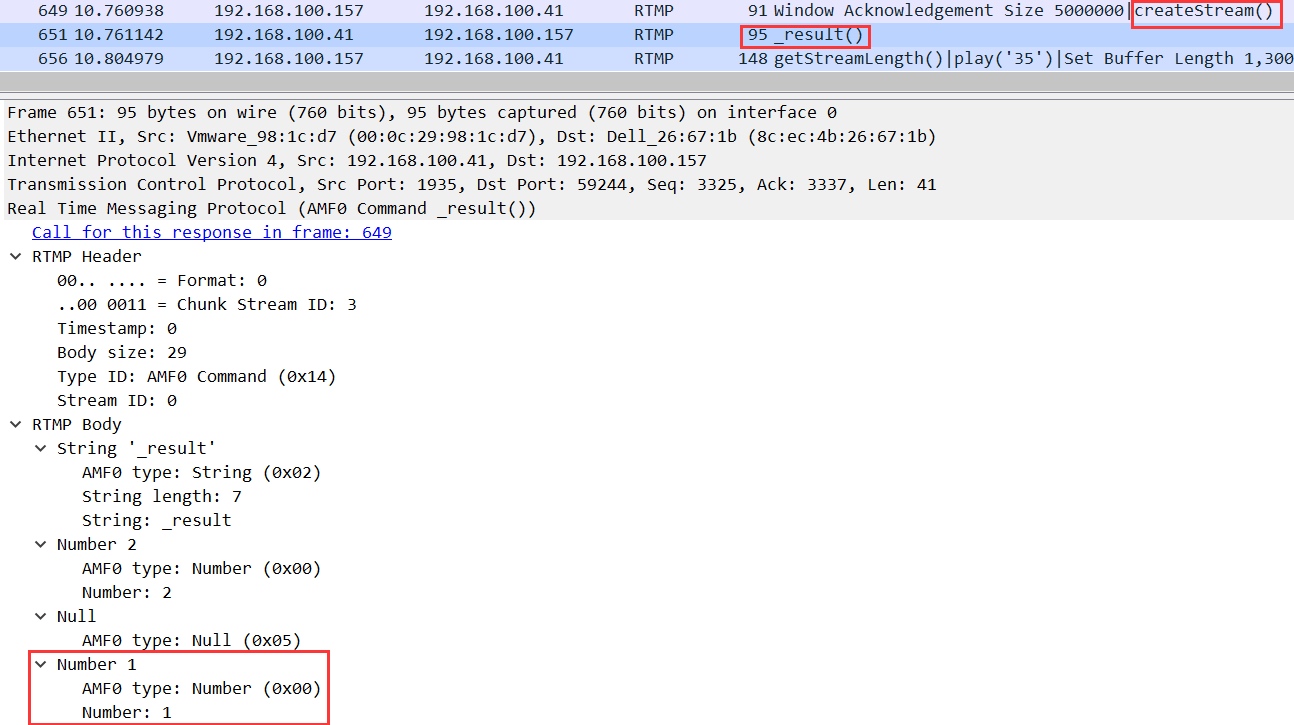 649 10.760938 192.168.100.157 192.168.100.41 RTMP 91 Window Acknowledgement Size 5000000|createStream()
651 10.761142 192.168.100.41 192.168.100.157 RTMP 95 _result()
656 10.804979 192.168.100.157 192.168.100.41 RTMP 148 getStreamLength()|play('35')|Set Buffer Length 1,300
Frame 651: 95 bytes on wire (760 bits), 95 bytes captured (760 bits) on interface 0
Ethernet II, Src: Vmware_98:1c:d7 (00:0c:29:98:1c:d7), Dst: Dell_26:67:1b (8c:ec:4b:26:67:1b)
Internet Protocol Version 4, Src: 192.168.100.41, Dst: 192.168.100.157
Transmission Control Protocol, Src Port: 1935, Dst Port: 59244, Seq: 3325, Ack: 3337, Len: 41
Real Time Messaging Protocol (AMF0 Command _result())
Call for this response in frame: 649
RTMP Header
00.. .... = Format: 0
..00 0011 = Chunk Stream ID: 3
Timestamp: 0
Body size: 29
Type ID: AMF0 Command (0x14)
Stream ID: 0
RTMP Body
String '_result'
AMF0 type: String (0x02)
String length: 7
String: _result
Number 2
AMF0 type: Number (0x00)
Number: 2
Null
AMF0 type: Null (0x05)
Number 1
AMF0 type: Number (0x00)
Number: 1